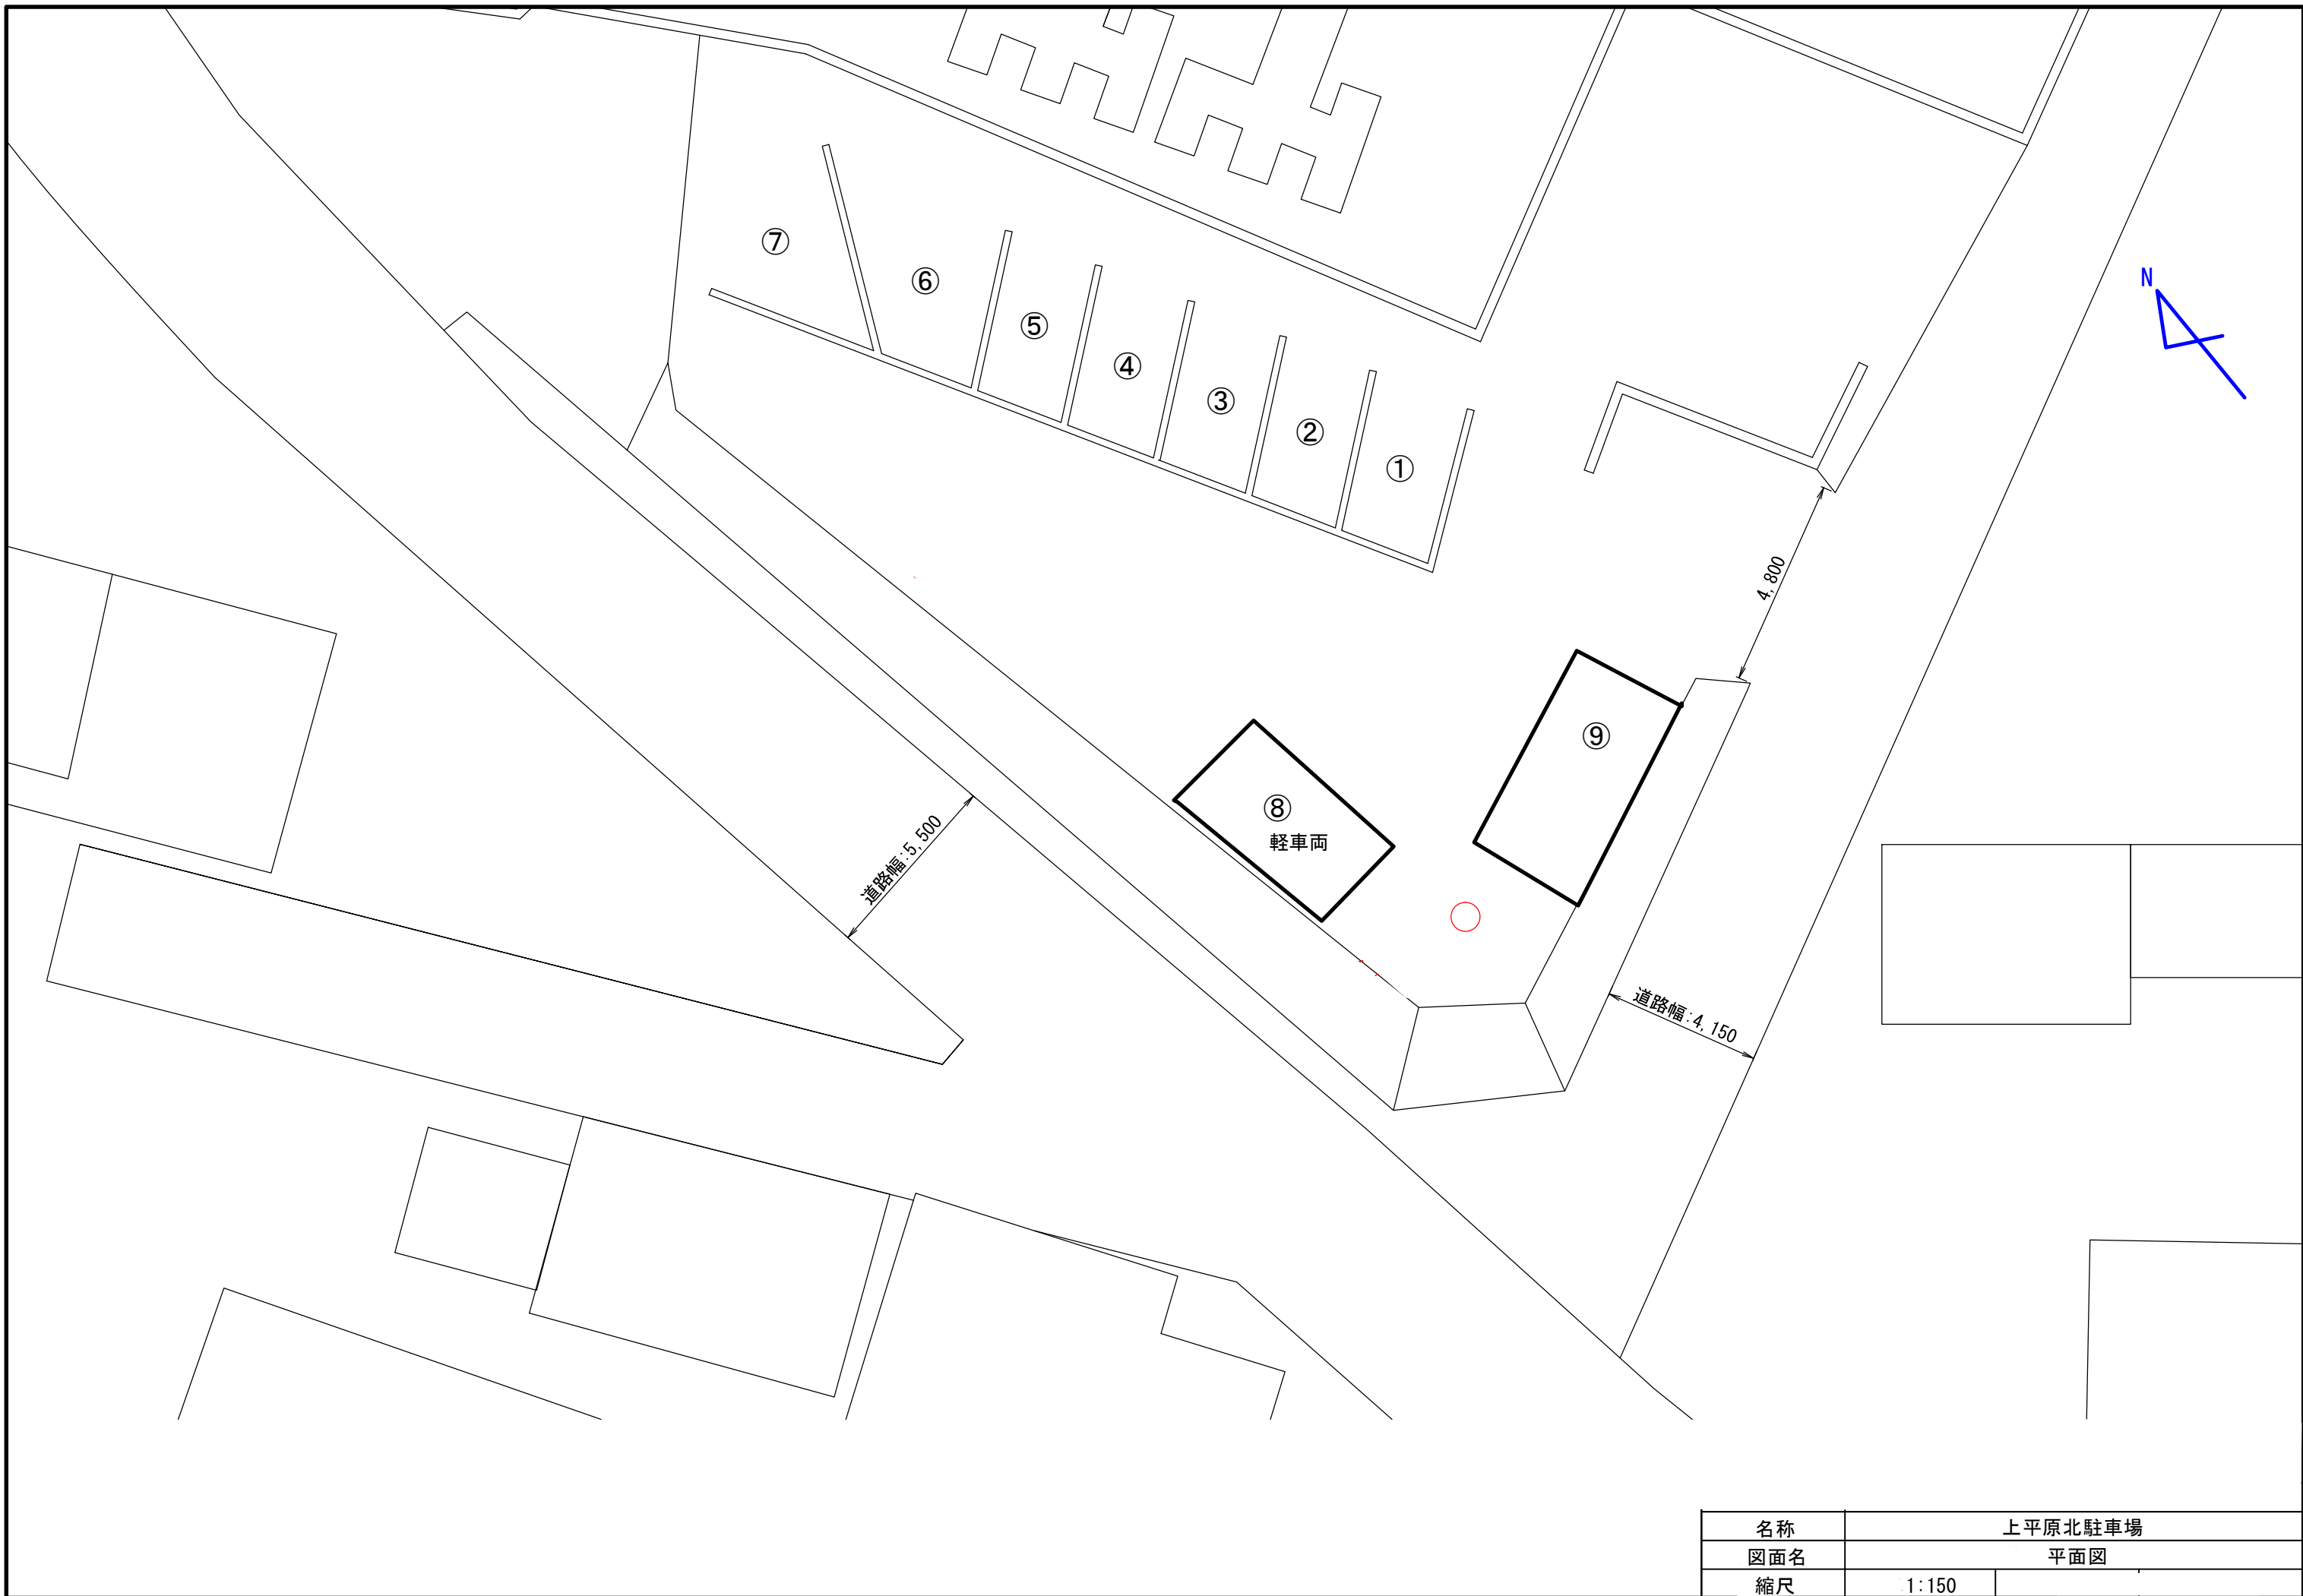 N
⑦
⑥
⑤
④
③
②
①
4,800
⑨
⑧
軽車両
道路幅:5,500
道路幅:4,150
名称 上平原北駐車場
図面名 平面図
縮尺 1:150